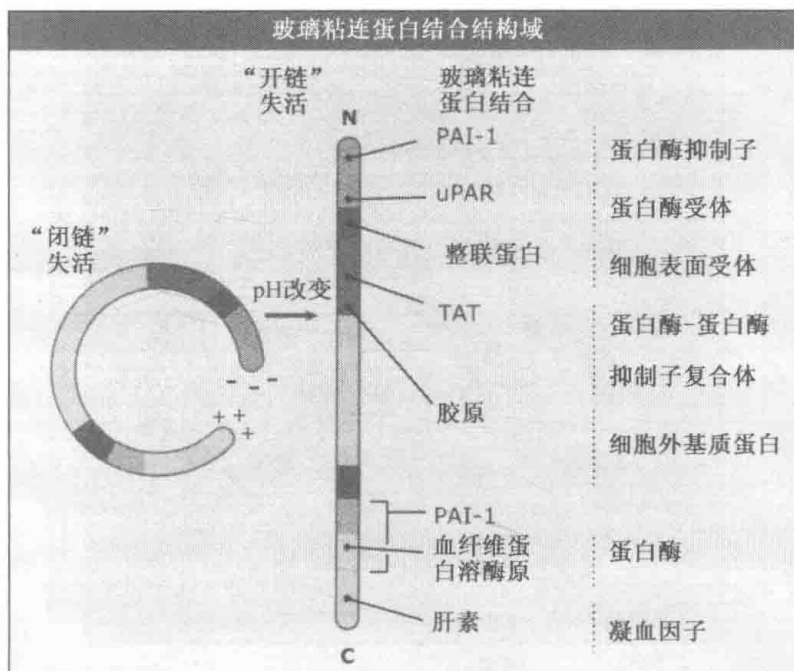 玻璃粘连蛋白结合结构域
“开链”
失活
玻璃粘连
蛋白结合
N
PAI-1
蛋白酶抑制子
uPAR
蛋白酶受体
“闭链”
失活
整联蛋白
细胞表面受体
pH改变
TAT
蛋白酶-蛋白酶
抑制子复合体
- - -
+ + +
胶原
细胞外基质蛋白
PAI-1
血纤维蛋
白溶酶原
蛋白酶
肝素
凝血因子
C